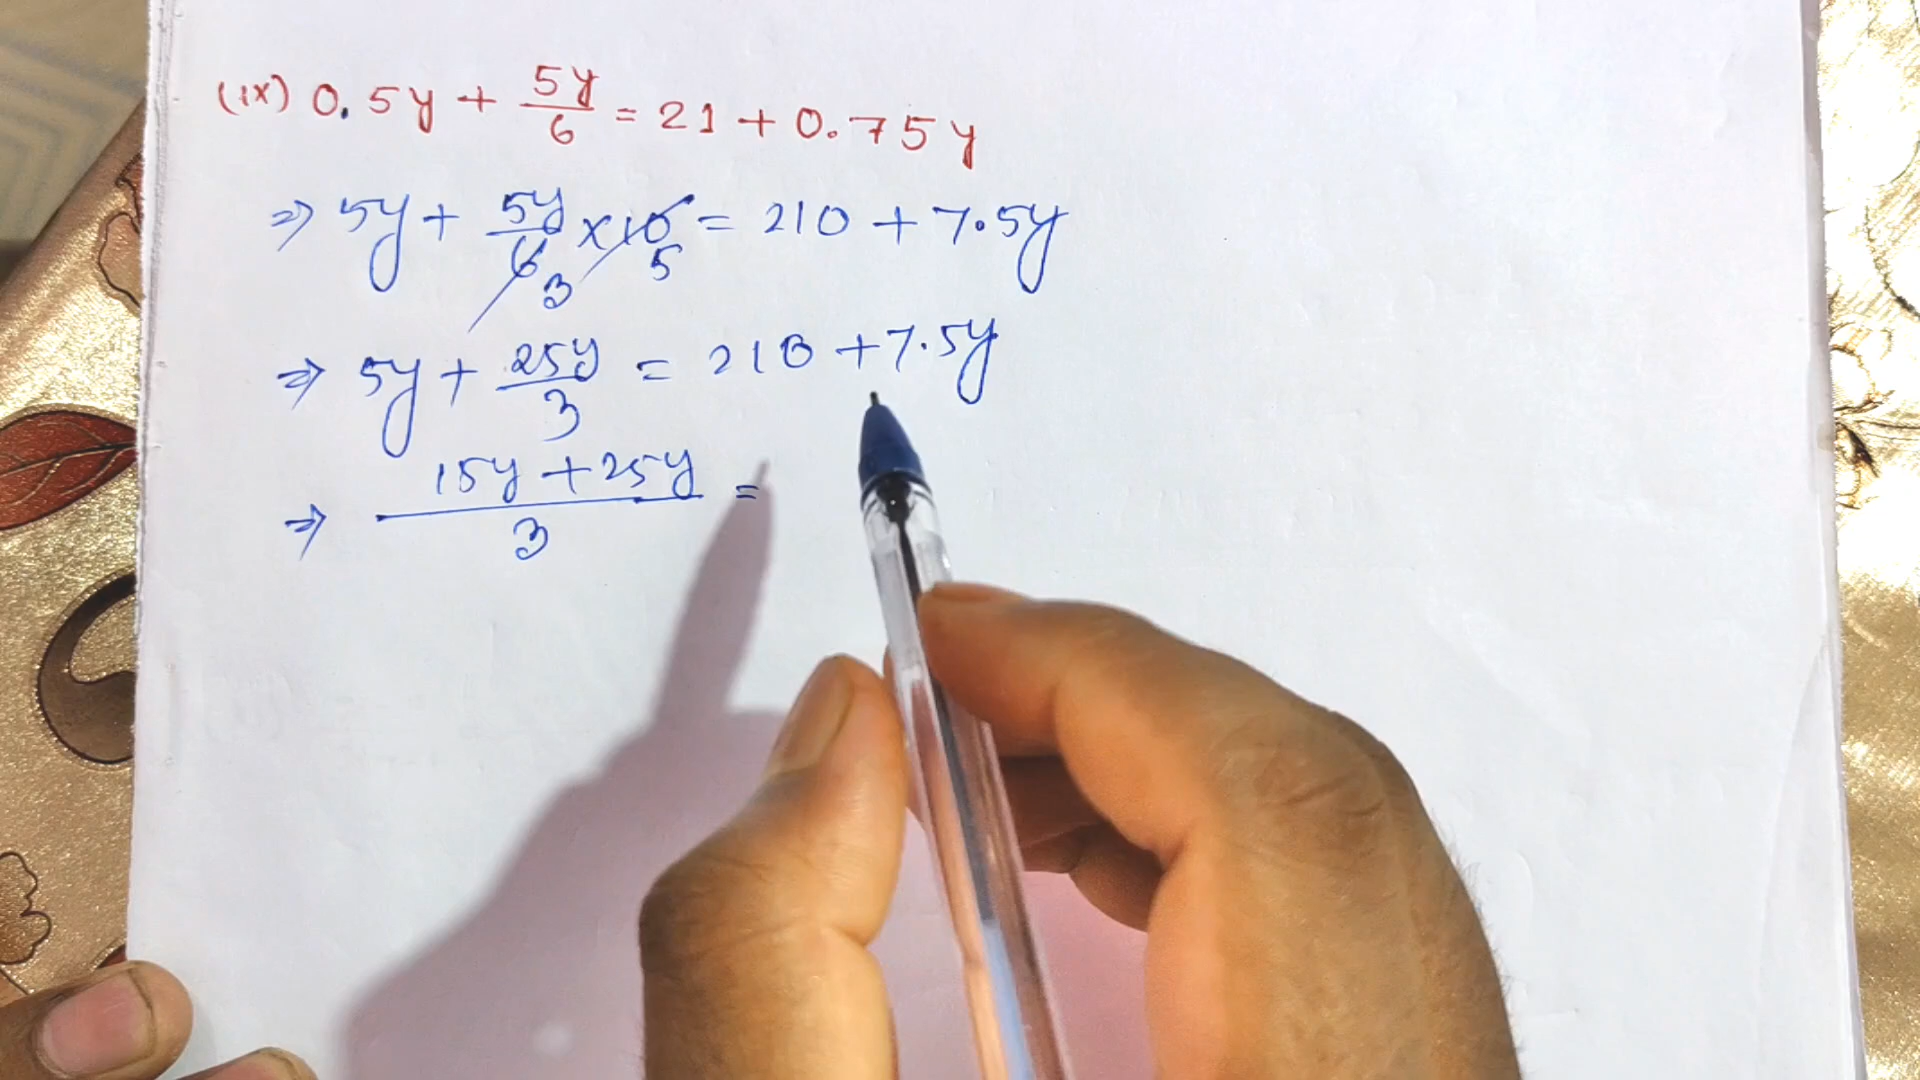 (ix) 0.5y + 5y/6 = 21 + 0.75y
⇒ 5y + 5y/6 3 × 10 5 = 210 + 7.5y
⇒ 5y + 25y/3 = 210 + 7.5y
⇒ 15y + 25y/3 =